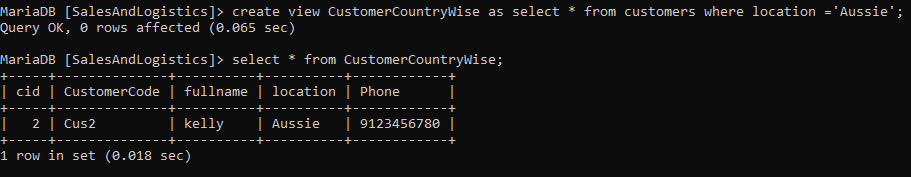 MariaDB [SalesAndLogistics]> create view CustomerCountryWise as select * from customers where location ='Aussie';
Query OK, 0 rows affected (0.065 sec)
MariaDB [SalesAndLogistics]> select * from CustomerCountryWise;
+-----+--------------+----------+----------+------------+
| cid | CustomerCode | fullname | location | Phone      |
+-----+--------------+----------+----------+------------+
|   2 | Cus2         | kelly    | Aussie   | 9123456780 |
+-----+--------------+----------+----------+------------+
1 row in set (0.018 sec)